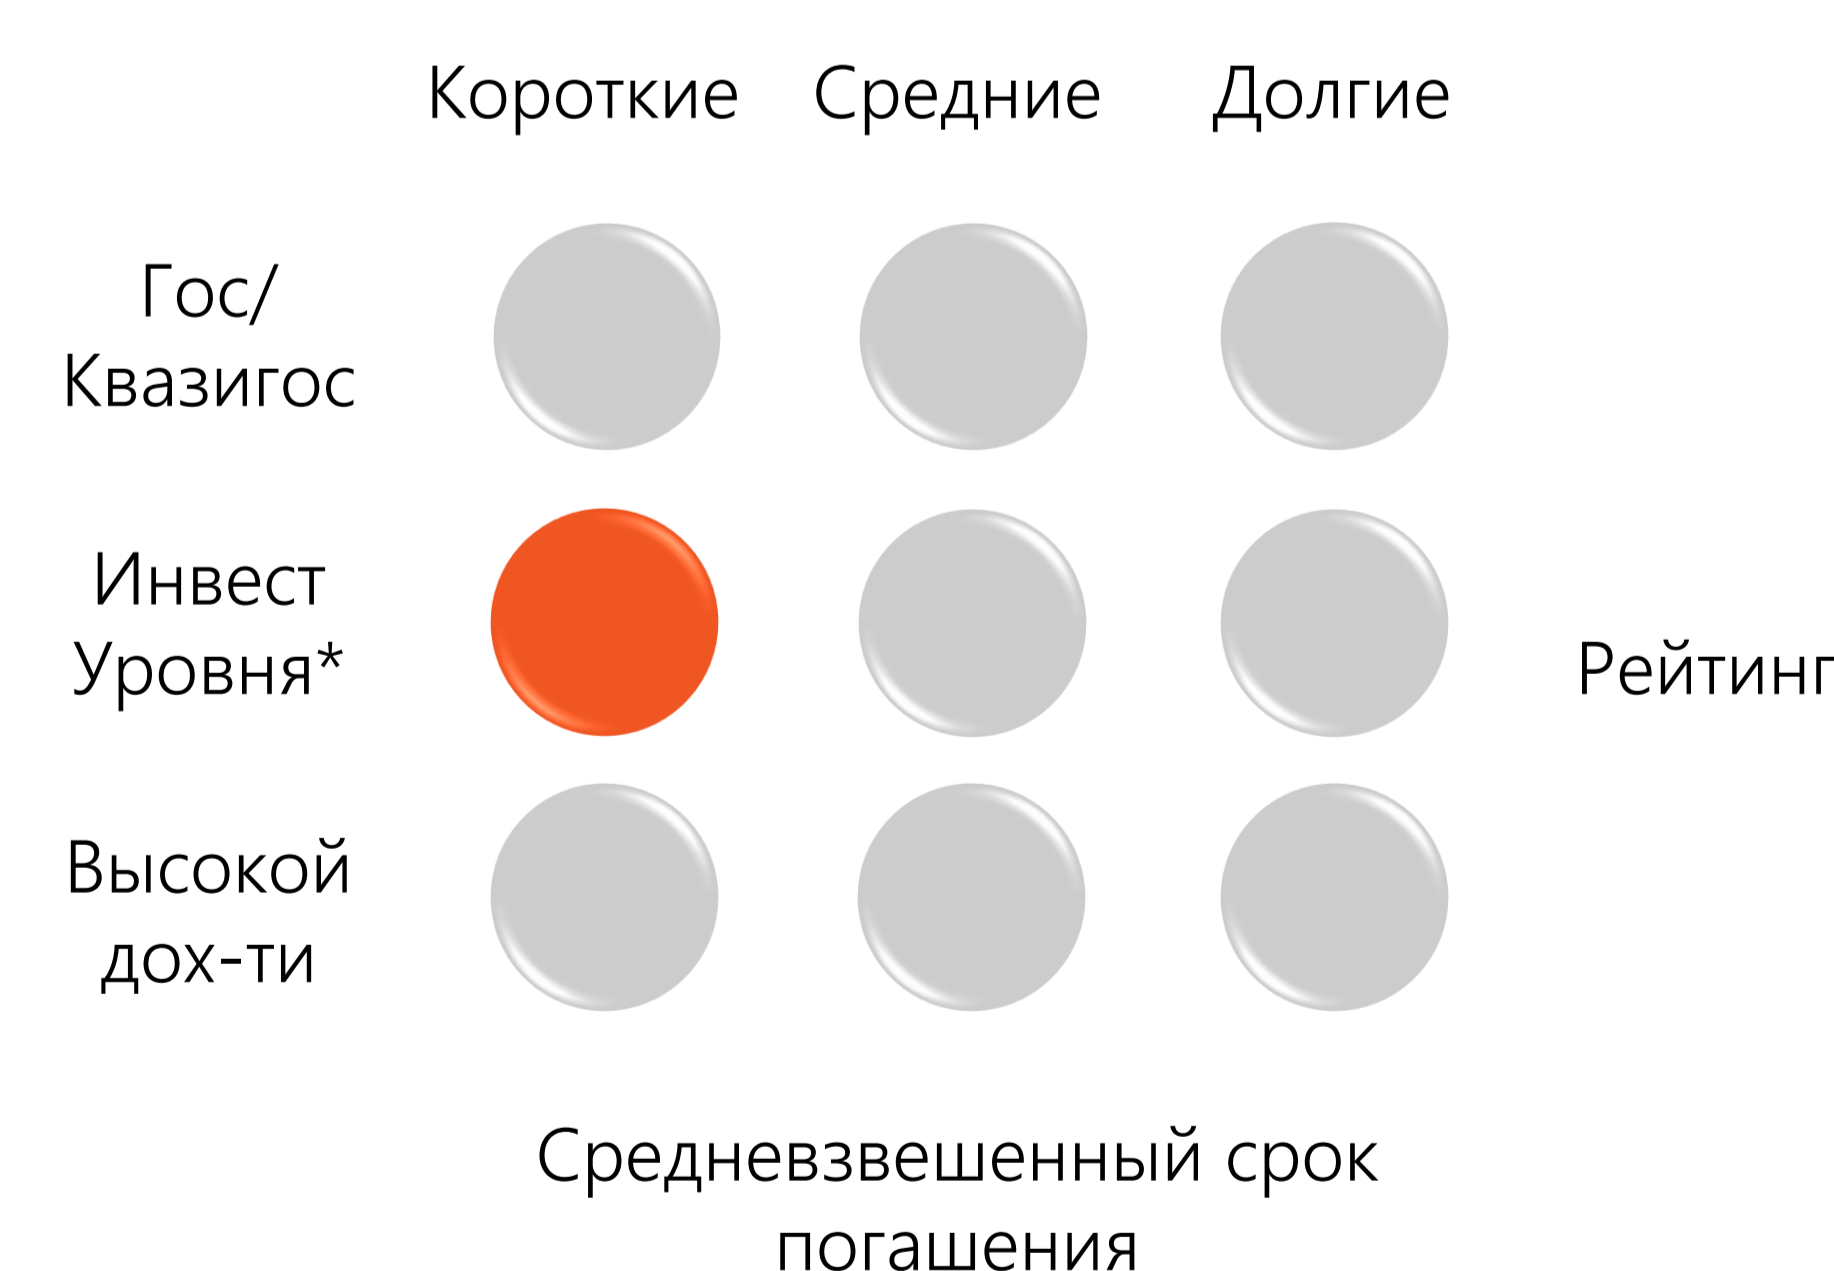 Короткие Средние Долгие
Гос/
Квазигос
Инвест
Уровня*
Рейтинг
Высокой
дох-ти
Средневзвешенный срок
погашения